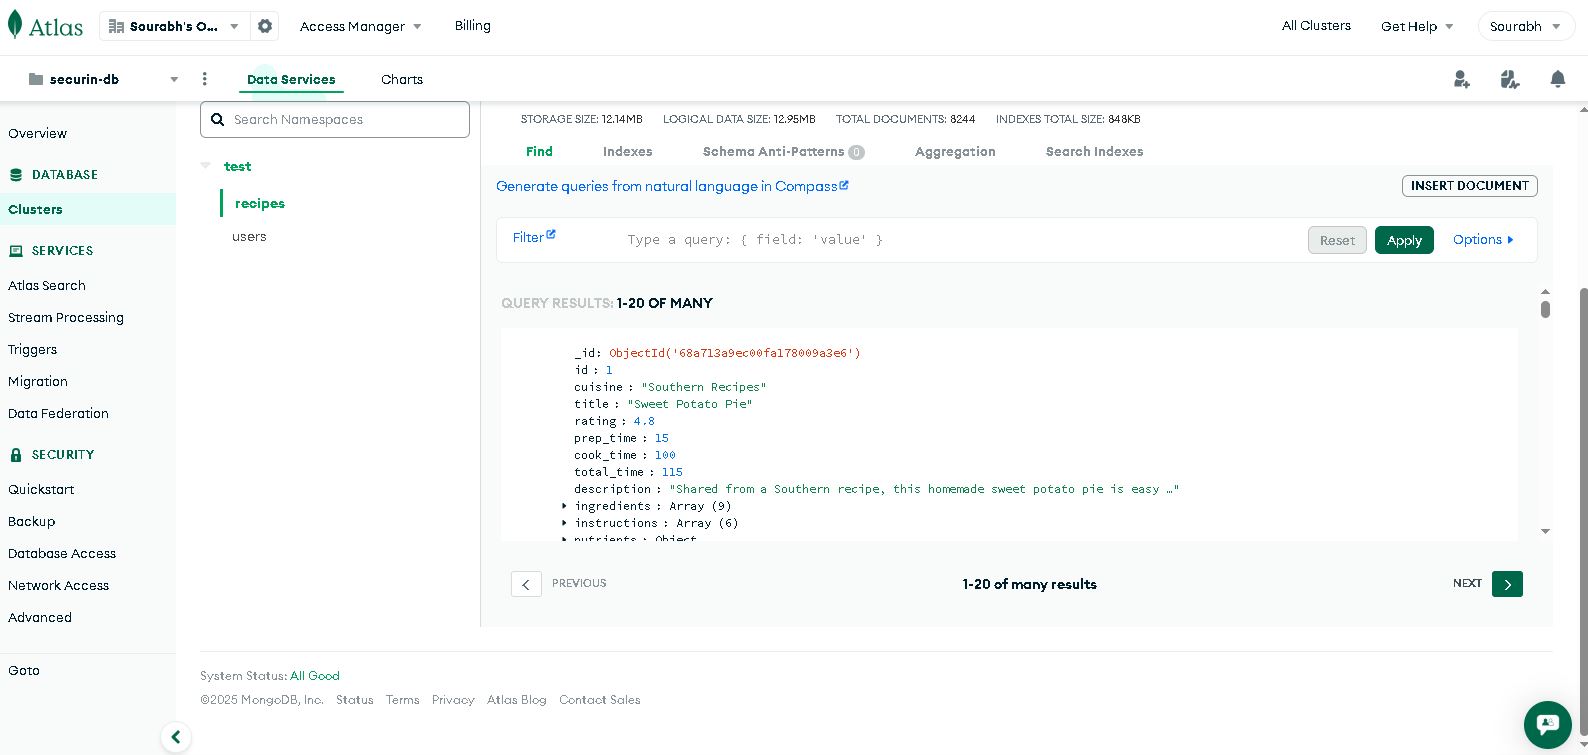 Atlas
Sourabh's O...
Access Manager
Billing
All Clusters
Get Help
Sourabh
securin-db
Data Services
Charts
Overview
DATABASE
Clusters
SERVICES
Atlas Search
Stream Processing
Triggers
Migration
Data Federation
SECURITY
Quickstart
Backup
Database Access
Network Access
Advanced
Goto
Search Namespaces
test
recipes
users
STORAGE SIZE: 12.14MB LOGICAL DATA SIZE: 12.95MB TOTAL DOCUMENTS: 8244 INDEXES TOTAL SIZE: 848KB
Find Indexes Schema Anti-Patterns 0 Aggregation Search Indexes
Generate queries from natural language in Compass
INSERT DOCUMENT
Filter
Type a query: { field: 'value' }
Reset
Apply
Options
QUERY RESULTS: 1-20 OF MANY
_id: ObjectId('68a713a9ec00fa178009a3e6')
id : 1
cuisine : "Southern Recipes"
title : "Sweet Potato Pie"
rating : 4.8
prep_time : 15
cook_time : 100
total_time : 115
description : "Shared from a Southern recipe, this homemade sweet potato pie is easy …"
ingredients : Array (9)
instructions : Array (6)
nutrients : Object
PREVIOUS
1-20 of many results
NEXT
System Status: All Good
©2025 MongoDB, Inc. Status Terms Privacy Atlas Blog Contact Sales